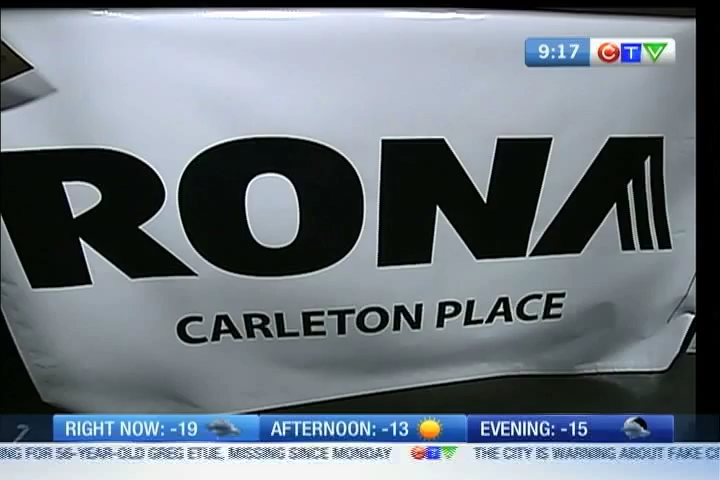 9:17 CTV
RONA
CARLETON PLACE
RIGHT NOW: -19 AFTERNOON: -13 EVENING: -15
FOR 56-YEAR-OLD GREG ETUE, MISSING SINCE MONDAY CTV THE CITY IS WARNING ABOUT FAKE